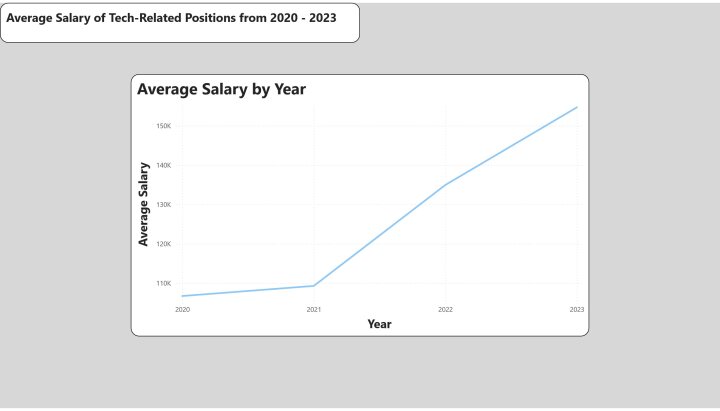 Average Salary of Tech-Related Positions from 2020 - 2023
Average Salary by Year
150K
140K
130K
120K
110K
Average Salary
2020 2021 2022 2023
Year